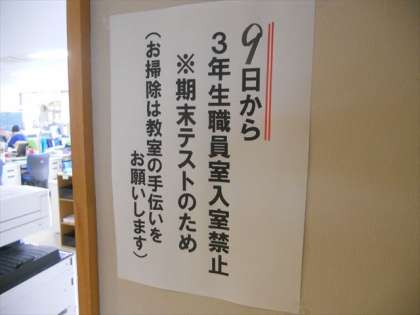 9日から
3年生職員室入室禁止
※期末テストのため
(お掃除は教室の手伝いを
お願いします)